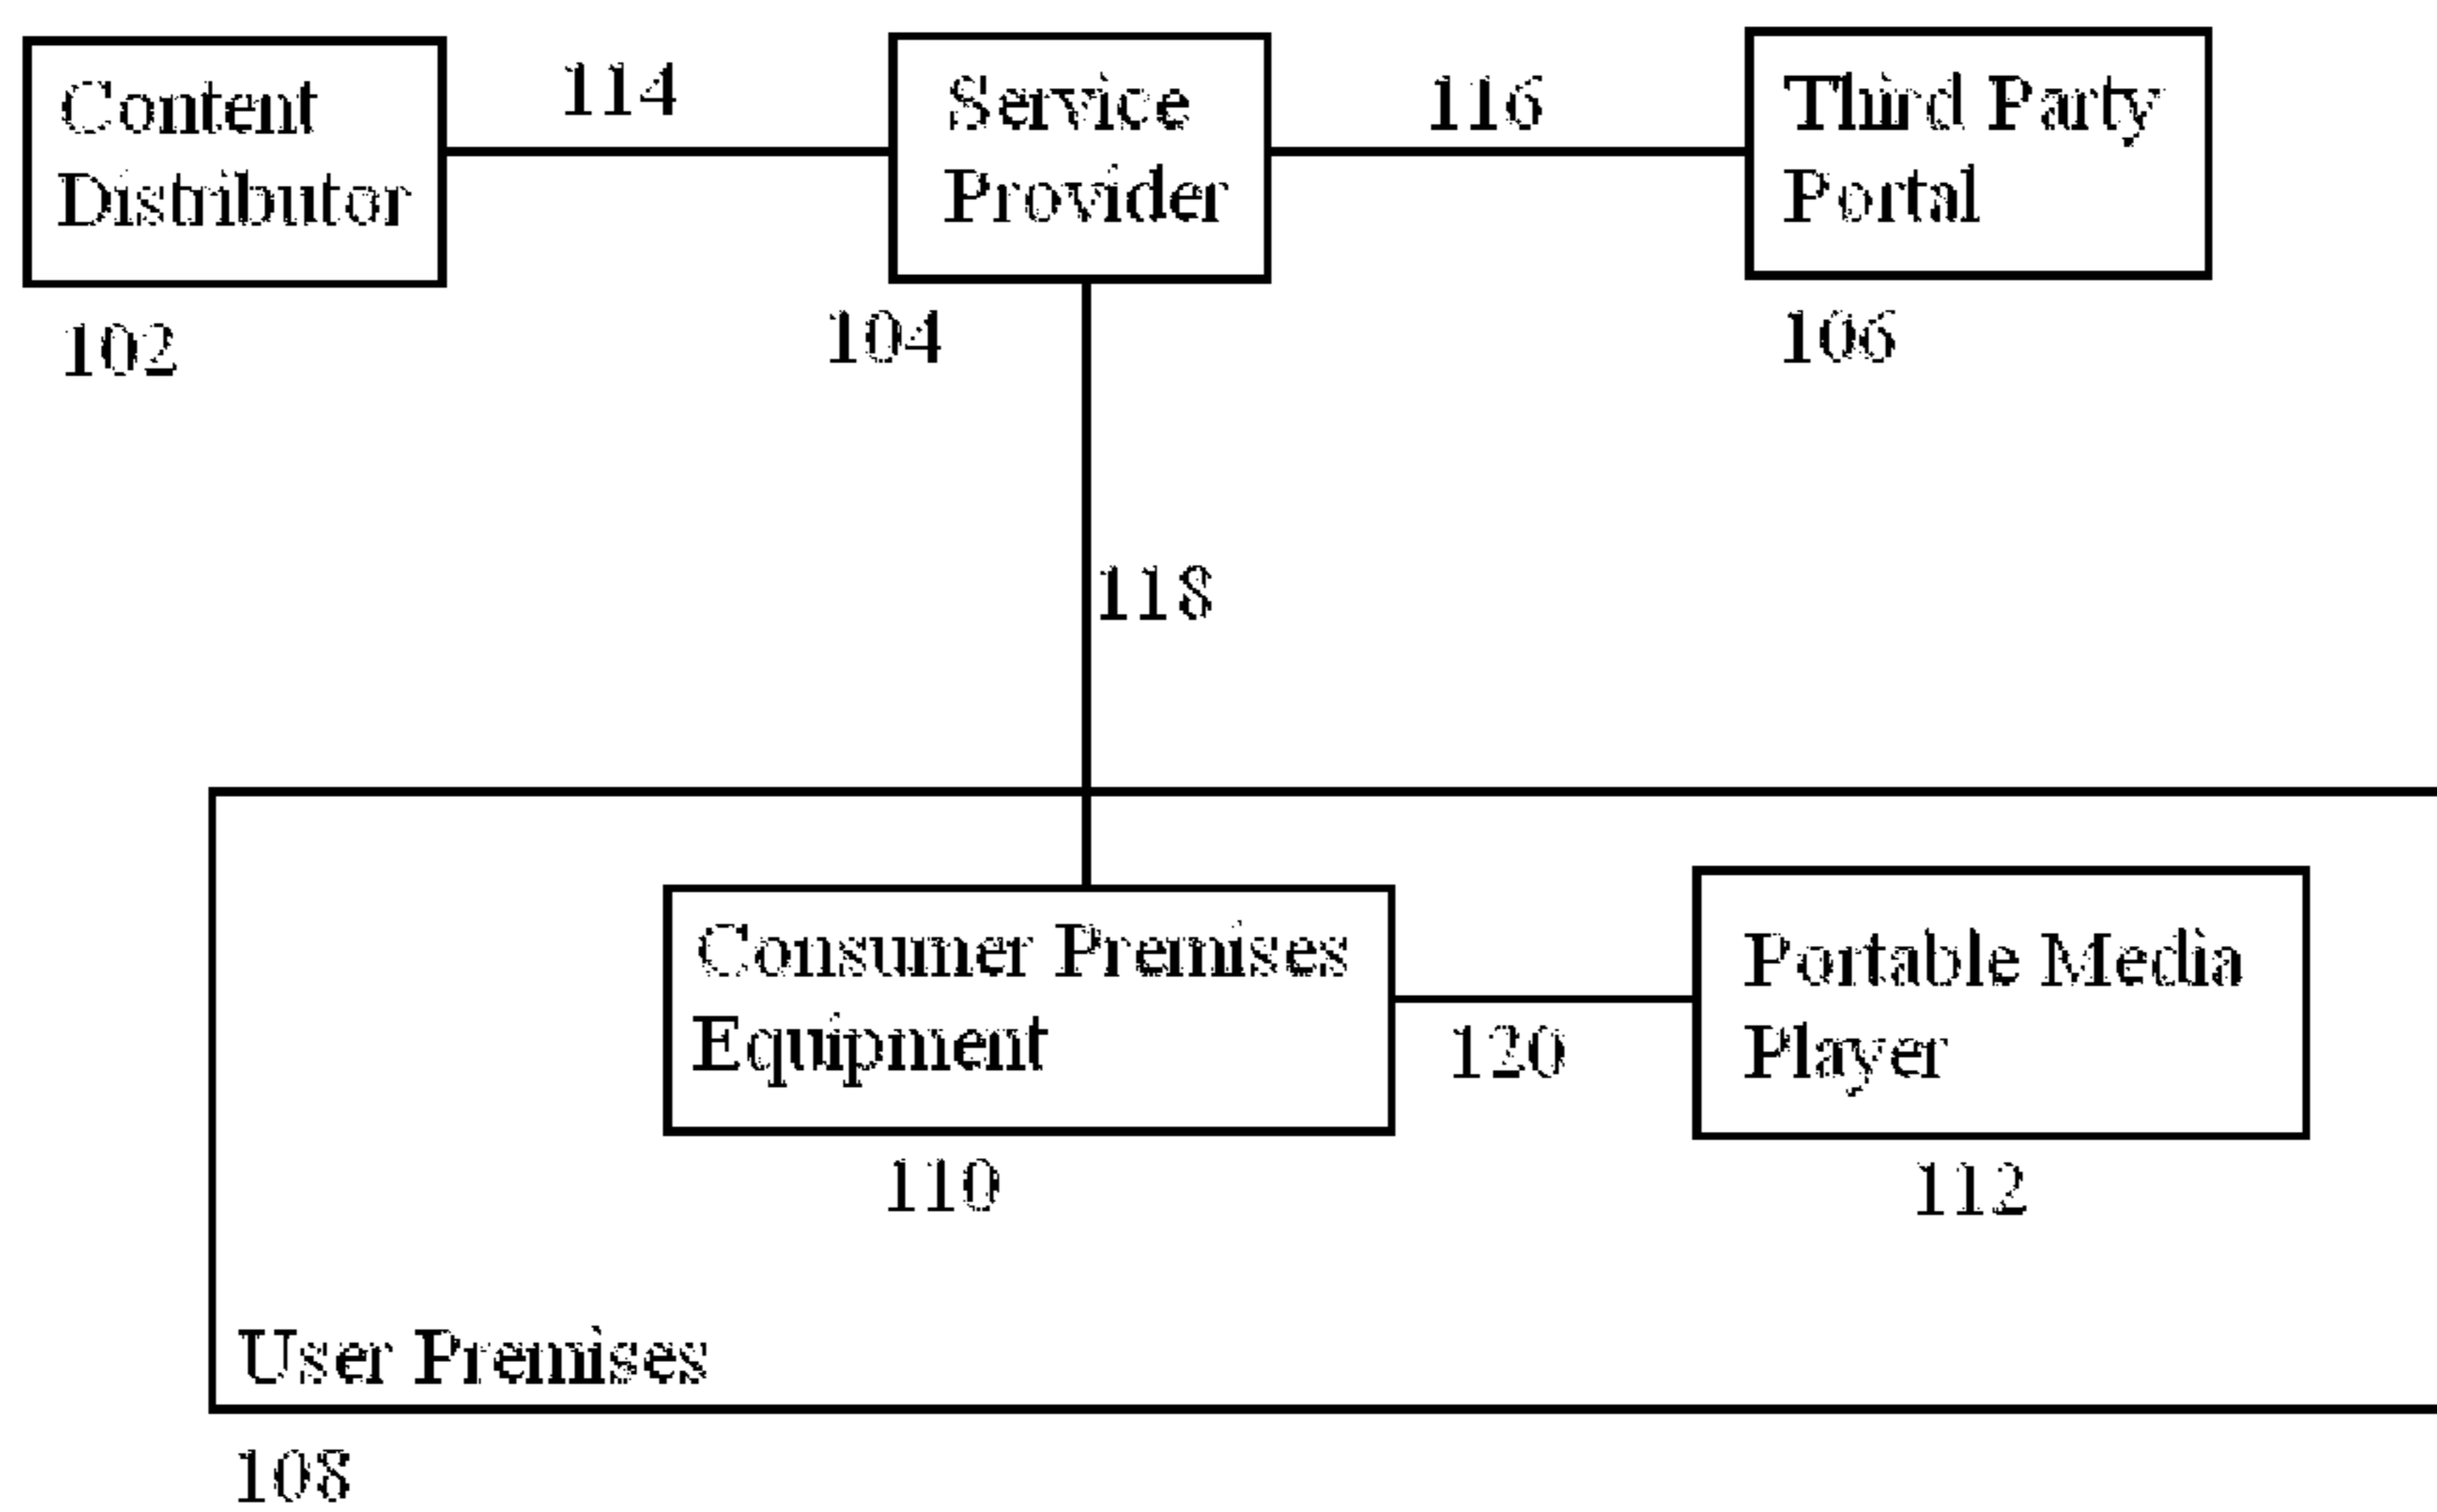 Content
Distributor
102
114
Service
Provider
104
116
Third Party
Portal
106
118
Consumer Premises
Equipment
110
120
Portable Media
Player
112
User Premises
108